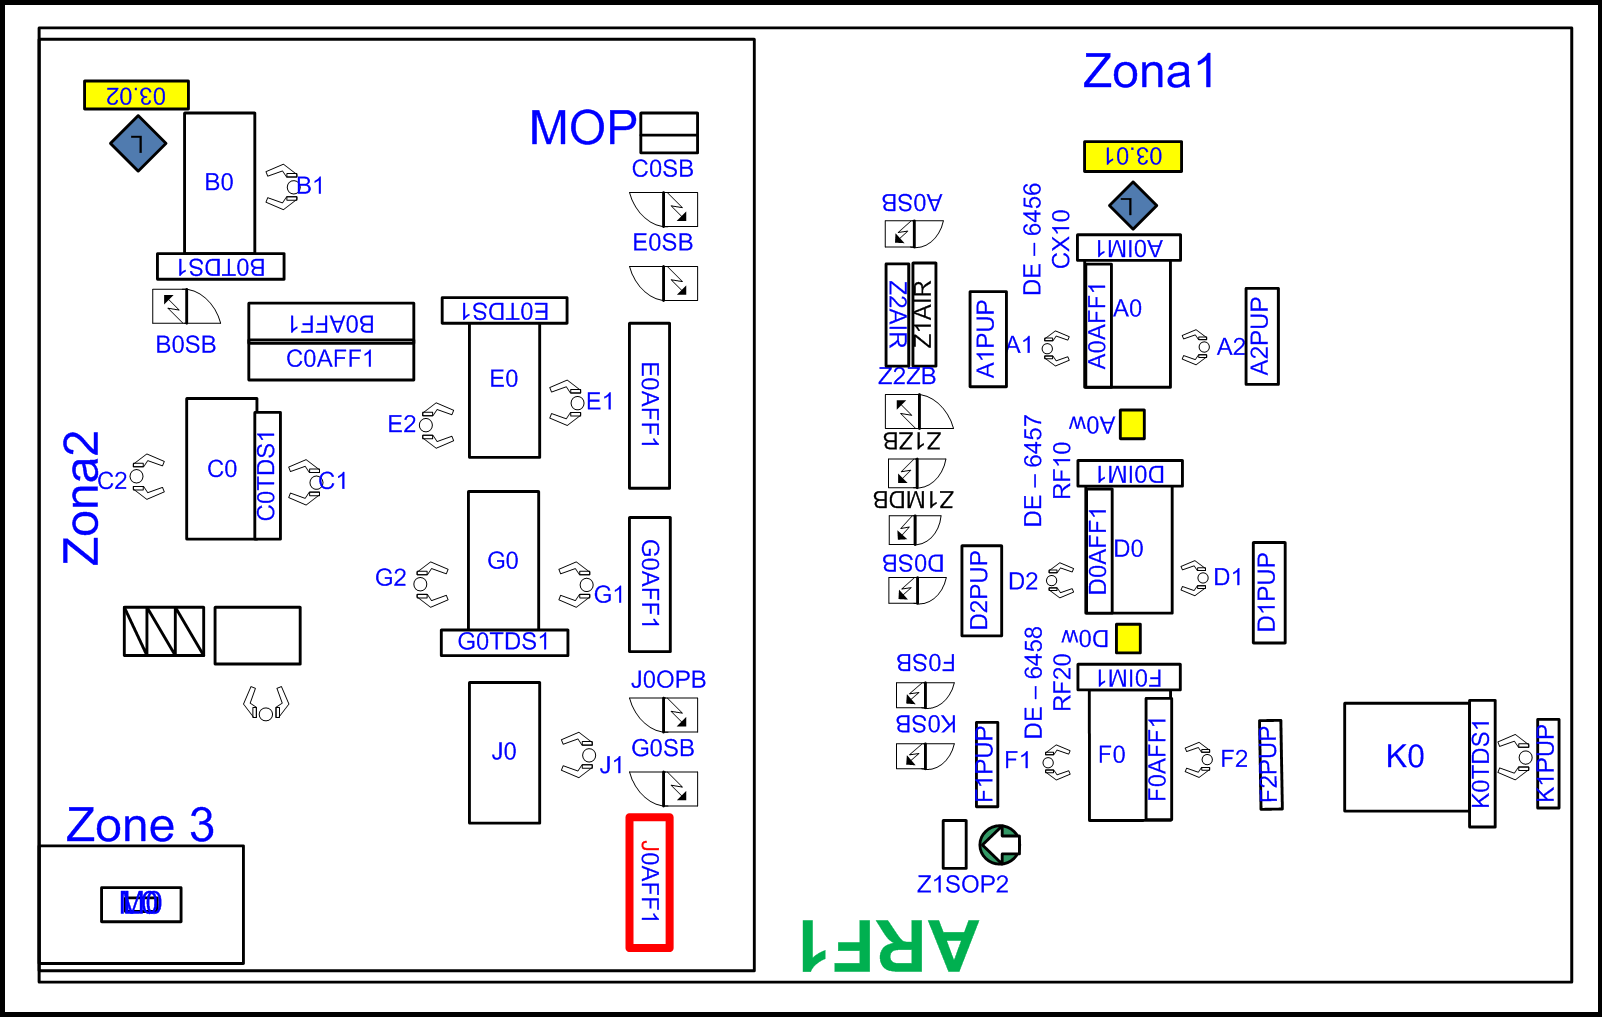 Zona1
03.02
L
B0
B1
B0TDS1
B0SB
B0AFF1
C0AFF1
MOP
C0SB
E0SB
E0TDS1
E0
E1
E2
E0AFF1
Zona2
C2
C0
C0TDS1
C1
G2
G0
G1
G0AFF1
G0TDS1
J0OPB
G0SB
J0
J1
J0AFF1
Zone 3
03.01
L
A0SB
DE – 6456
CX10
A0IM1
Z2AIR
Z1AIR
A1PUP
A1
A0AFF1
A0
A2
A2PUP
Z2ZB
Z1ZB
Z1MDB
D0SB
A0w
DE – 6457
RF10
D0IM1
D2PUP
D2
D0AFF1
D0
D1
D1PUP
D0w
DE – 6458
RF20
F0IM1
F0SB
K0SB
F1PUP
F1
F0
F0AFF1
F2
F2PUP
K0
K0TDS1
K1PUP
Z1SOP2
ARF1